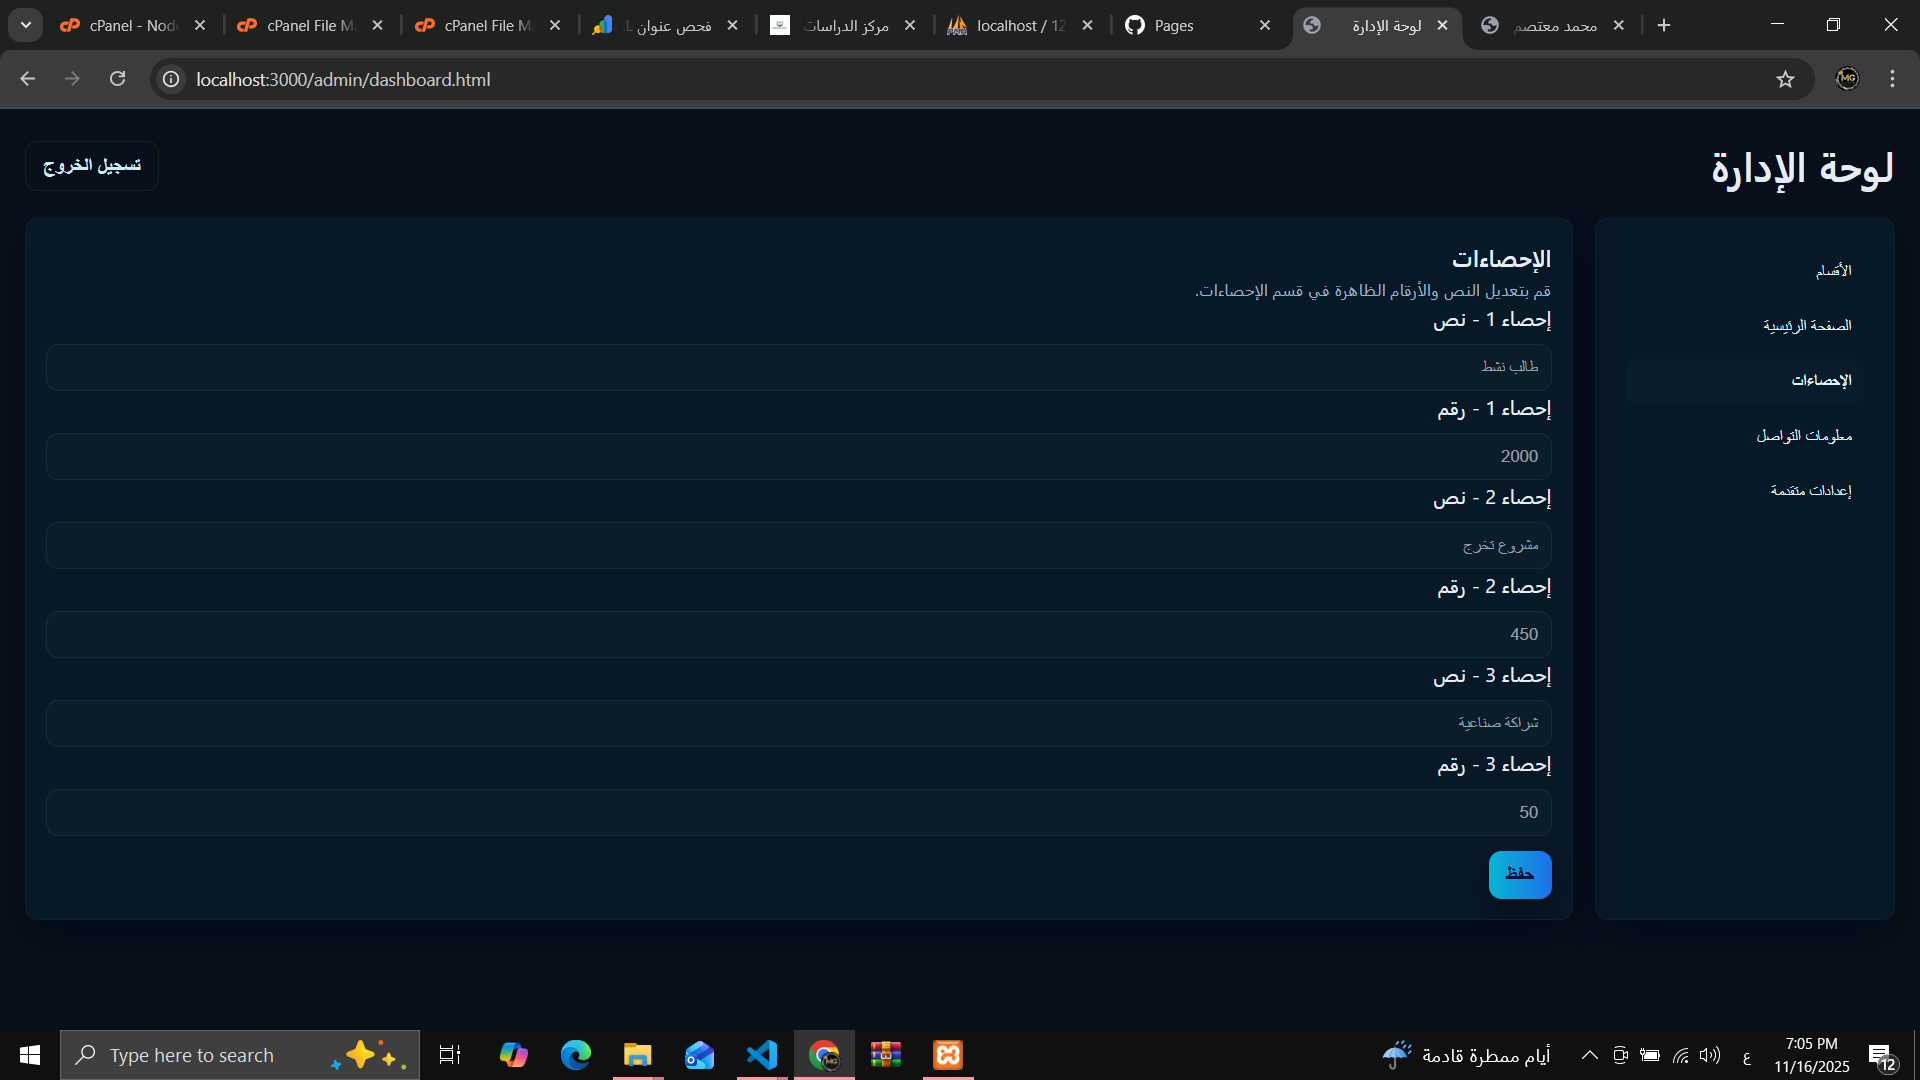 cPanel - Nod
cPanel File M
cPanel File M
فحص عنوان
مركز الدراسات
localhost / 12
Pages
لوحة الإدارة
محمد معتصم
localhost:3000/admin/dashboard.html
لوحة الإدارة
تسجيل الخروج
الأقسام
الصفحة الرئيسية
الإحصاءات
معلومات التواصل
إعدادات متقدمة
الإحصاءات
قم بتعديل النص والأرقام الظاهرة في قسم الإحصاءات.
إحصاء 1 - نص
طالب نشط
إحصاء 1 - رقم
2000
إحصاء 2 - نص
مشروع تخرج
إحصاء 2 - رقم
450
إحصاء 3 - نص
شراكة صناعية
إحصاء 3 - رقم
50
حفظ
Type here to search
أيام ممطرة قادمة
ع
7:05 PM
11/16/2025
12